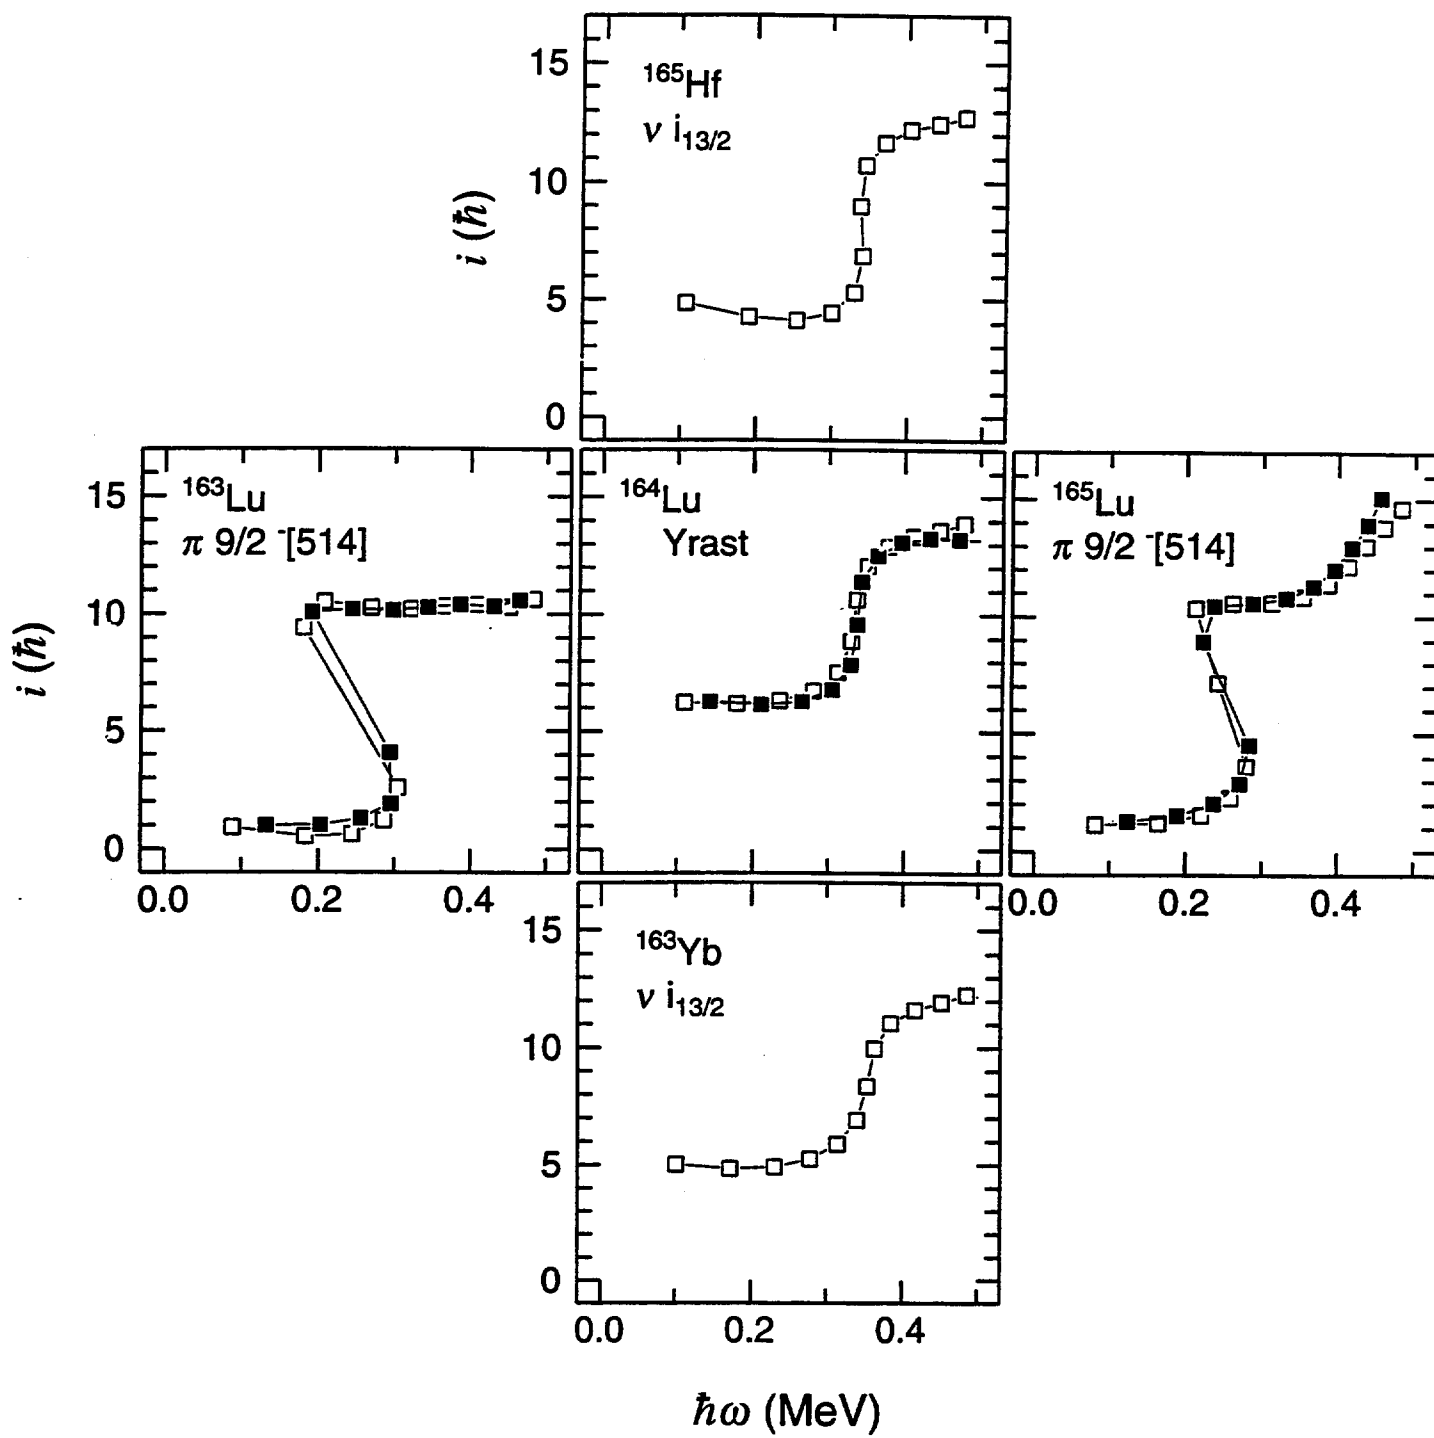 15
10
5
0
i (ħ)
¹⁶⁵Hf
ν i₁₃/₂
15
10
5
0
i (ħ)
¹⁶³Lu
π 9/2 ⁻[514]
0.0 0.2 0.4
¹⁶⁴Lu
Yrast
¹⁶⁵Lu
π 9/2 ⁻[514]
0.0 0.2 0.4
15
10
5
0
¹⁶³Yb
ν i₁₃/₂
0.0 0.2 0.4
ħω (MeV)